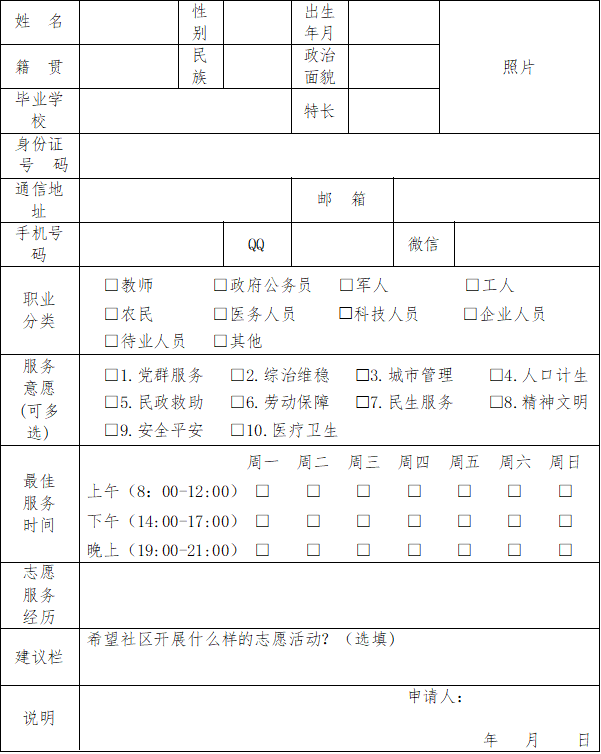 姓 名 性别 出生年月 照片
籍 贯 民族 政治面貌
毕业学校 特长
身份证号 码
通信地址 邮 箱
手机号码 QQ 微信
职业分类
□教师 □政府公务员 □军人 □工人
□农民 □医务人员 □科技人员 □企业人员
□待业人员 □其他
服务意愿(可多选)
□1.党群服务 □2.综治维稳 □3.城市管理 □4.人口计生
□5.民政救助 □6.劳动保障 □7.民生服务 □8.精神文明
□9.安全平安 □10.医疗卫生
最佳服务时间
周一 周二 周三 周四 周五 周六 周日
上午(8：00-12:00) □ □ □ □ □ □ □
下午(14:00-17:00) □ □ □ □ □ □ □
晚上(19:00-21:00) □ □ □ □ □ □ □
志愿服务经历
建议栏 希望社区开展什么样的志愿活动？(选填)
说明 申请人：
年 月 日